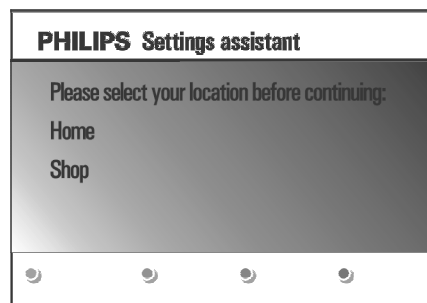 PHILIPS Settings assistant
Please select your location before continuing:
Home
Shop